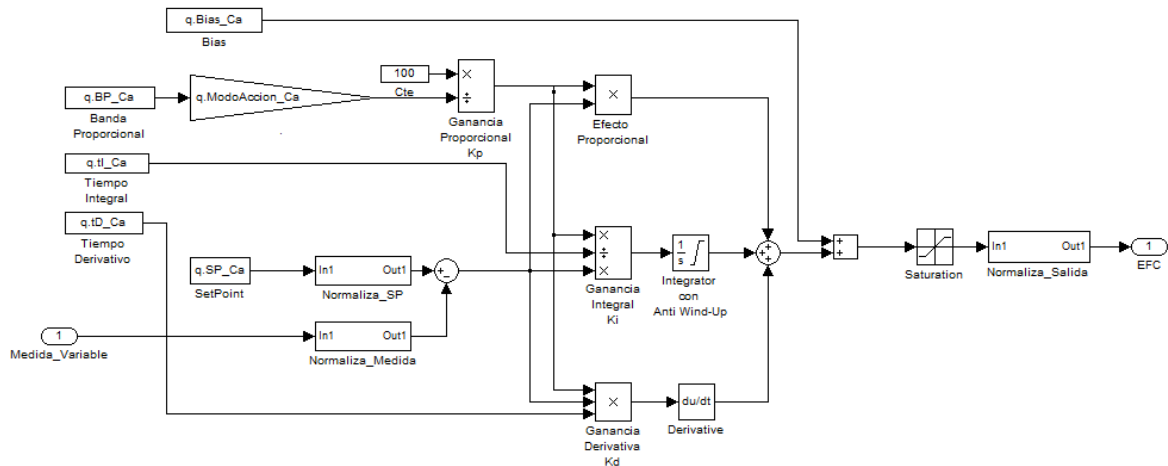 q.Bias_Ca
Bias
q.BP_Ca
Banda
Proporcional
q.ModoAccion_Ca
100
Cte
×
÷
Ganancia
Proporcional
Kp
×
Efecto
Proporcional
q.tI_Ca
Tiempo
Integral
q.tD_Ca
Tiempo
Derivativo
q.SP_Ca
SetPoint
In1 Out1
Normaliza_SP
1
Medida_Variable
In1 Out1
Normaliza_Medida
+
−
×
÷
×
Ganancia
Integral
Ki
1
s
Integrator
con
Anti Wind-Up
×
Ganancia
Derivativa
Kd
du/dt
Derivative
+
+ +
+
+
+
Saturation
In1 Out1
Normaliza_Salida
1
EFC